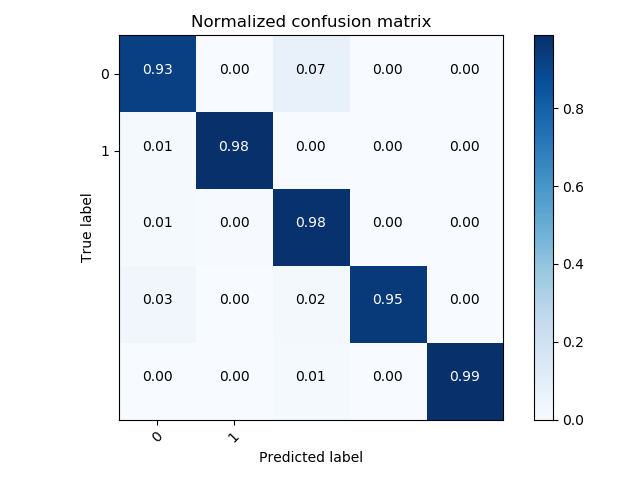 Normalized confusion matrix
0 0.93 0.00 0.07 0.00 0.00
1 0.01 0.98 0.00 0.00 0.00
0.01 0.00 0.98 0.00 0.00
0.03 0.00 0.02 0.95 0.00
0.00 0.00 0.01 0.00 0.99
0 1
Predicted label
True label
0.8
0.6
0.4
0.2
0.0